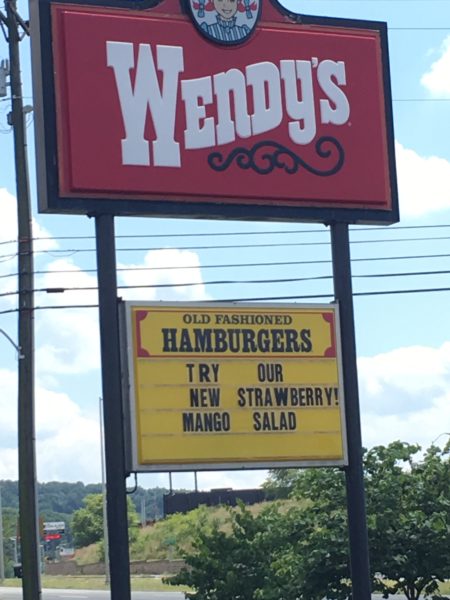 WENDY'S
OLD FASHIONED
HAMBURGERS
TRY OUR
NEW STRAWBERRY!
MANGO SALAD